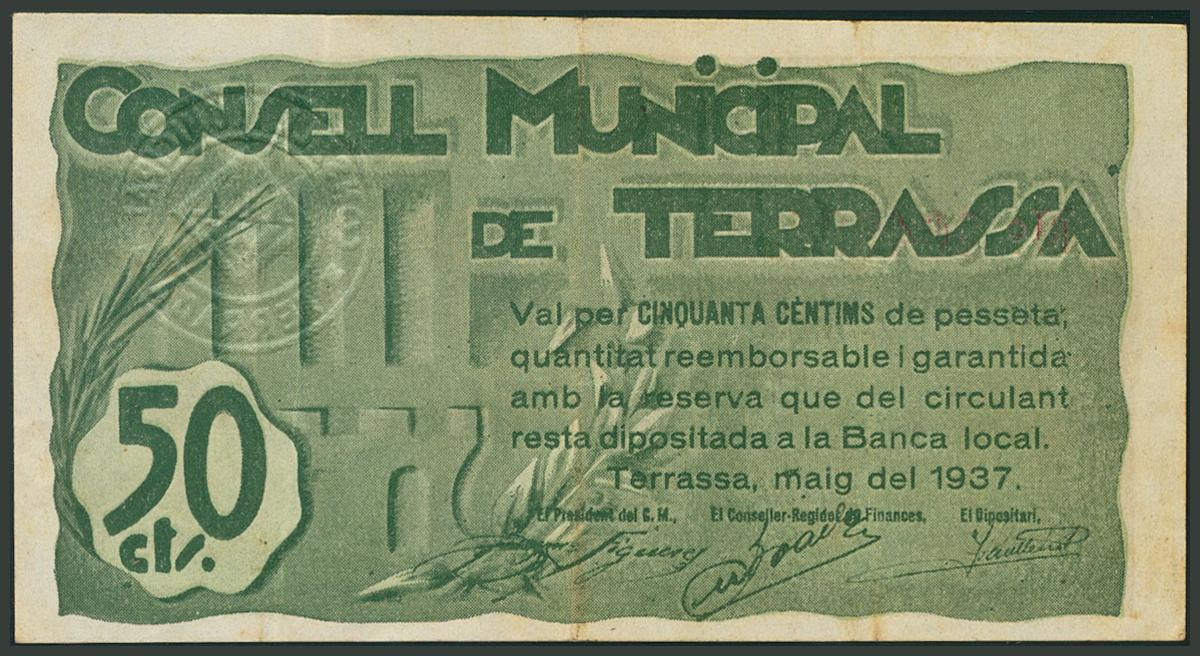 CONSELL MUNICIPAL
DE TERRASSA
Val per CINQUANTA CÈNTIMS de pesseta,
quantitat reemborsable i garantida
amb la reserva que del circulant
resta dipositada a la Banca local.
Terrassa, maig del 1937.
El President del C. M., El Conseller-Regidor de Finances, El Dipositari,
50
cts.